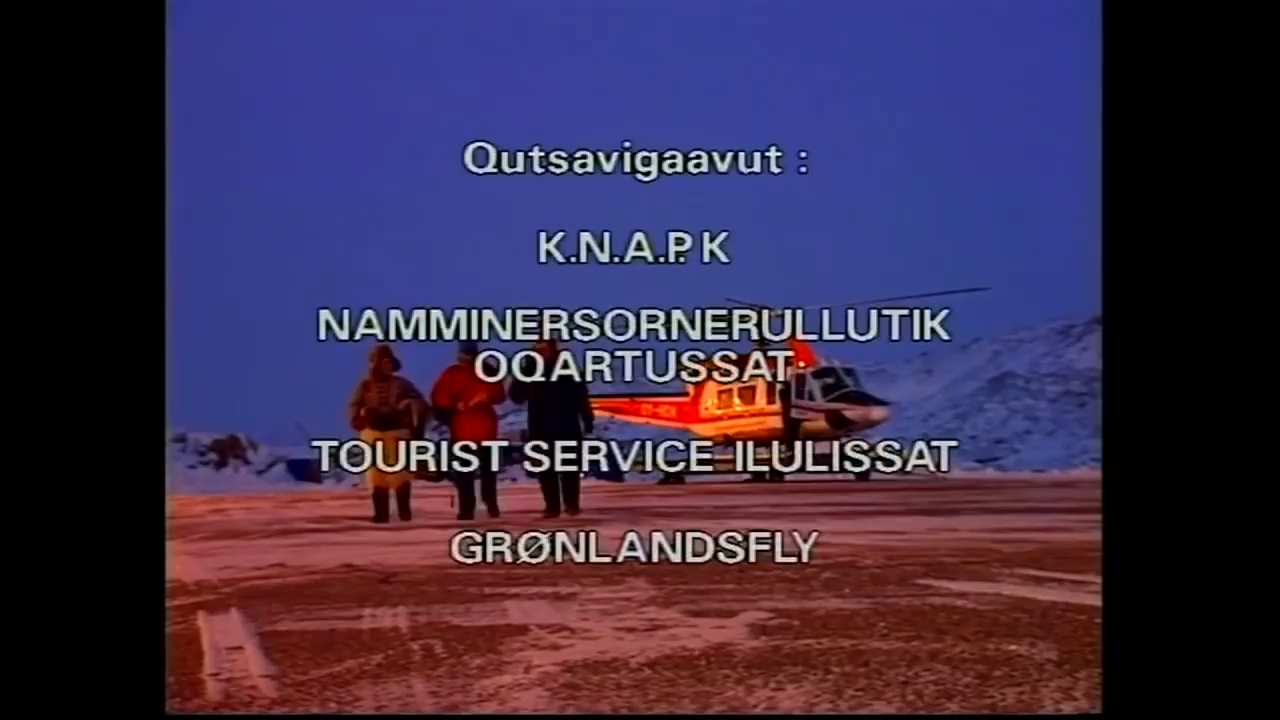 Qutsavigaavut :
K.N.A.P.K
NAMMINERSORNERULLUTIK
OQARTUSSAT
TOURIST SERVICE ILULISSAT
GRØNLANDSFLY